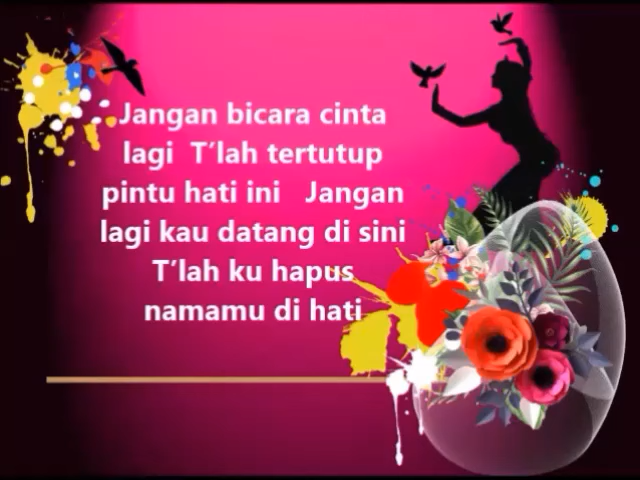 Jangan bicara cinta
lagi  T'lah tertutup
pintu hati ini   Jangan
lagi kau datang di sini
T'lah ku hapus
namamu di hati